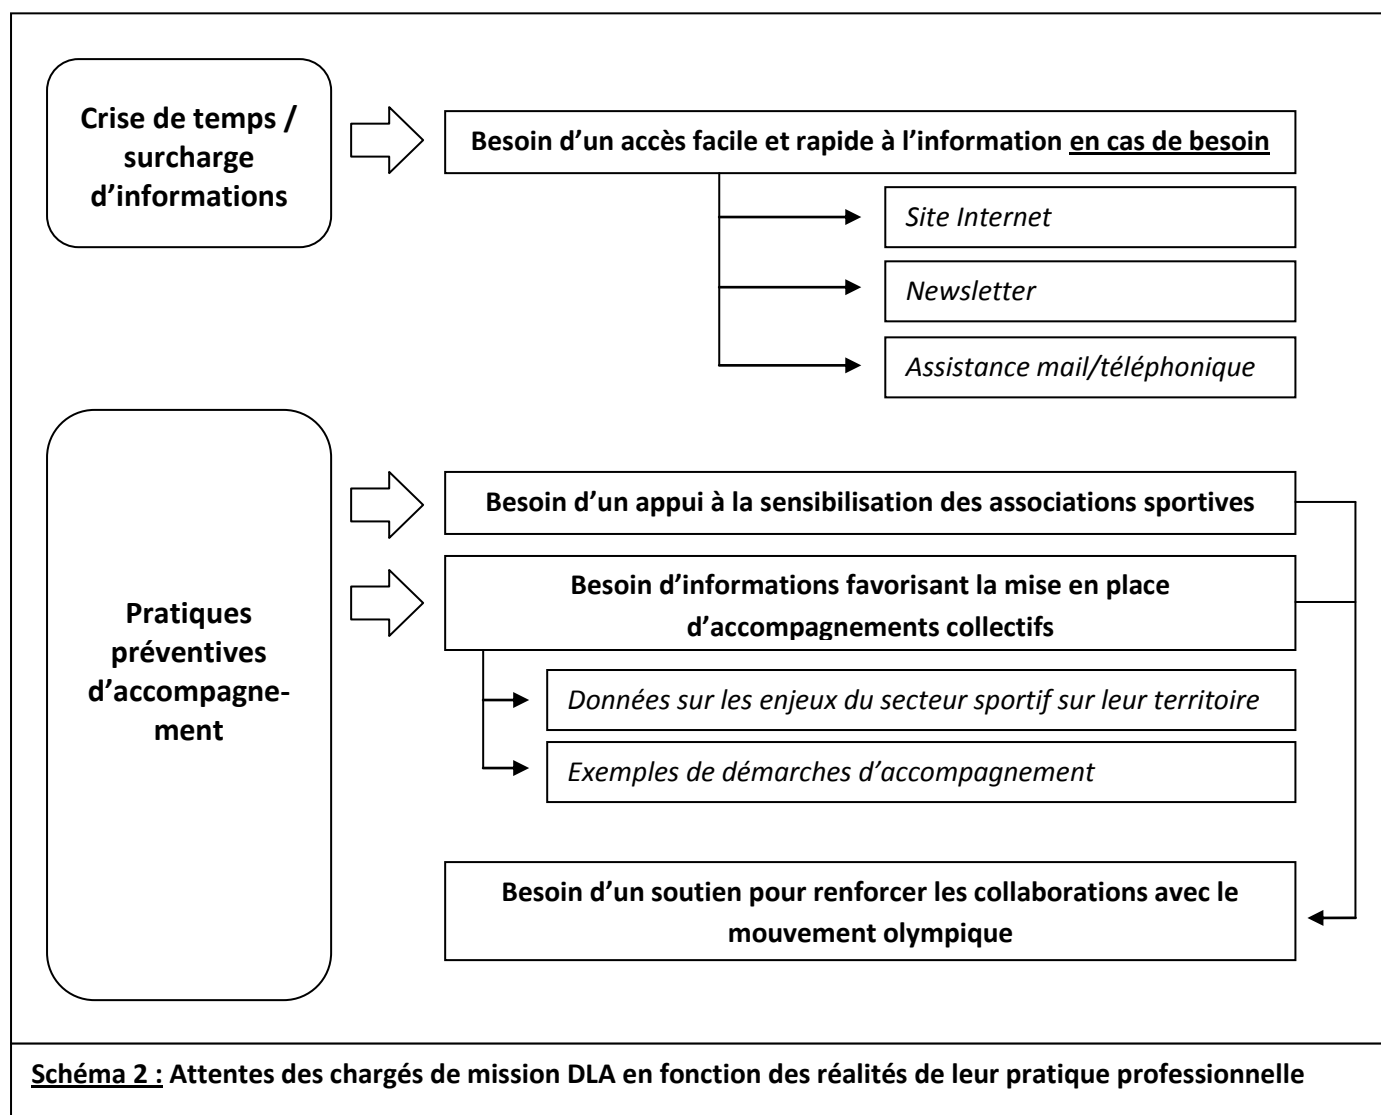 Crise de temps /
surcharge
d’informations
Besoin d’un accès facile et rapide à l’information en cas de besoin
Site Internet
Newsletter
Assistance mail/téléphonique
Pratiques
préventives
d’accompagne-
ment
Besoin d’un appui à la sensibilisation des associations sportives
Besoin d’informations favorisant la mise en place
d’accompagnements collectifs
Données sur les enjeux du secteur sportif sur leur territoire
Exemples de démarches d’accompagnement
Besoin d’un soutien pour renforcer les collaborations avec le
mouvement olympique
Schéma 2 : Attentes des chargés de mission DLA en fonction des réalités de leur pratique professionnelle